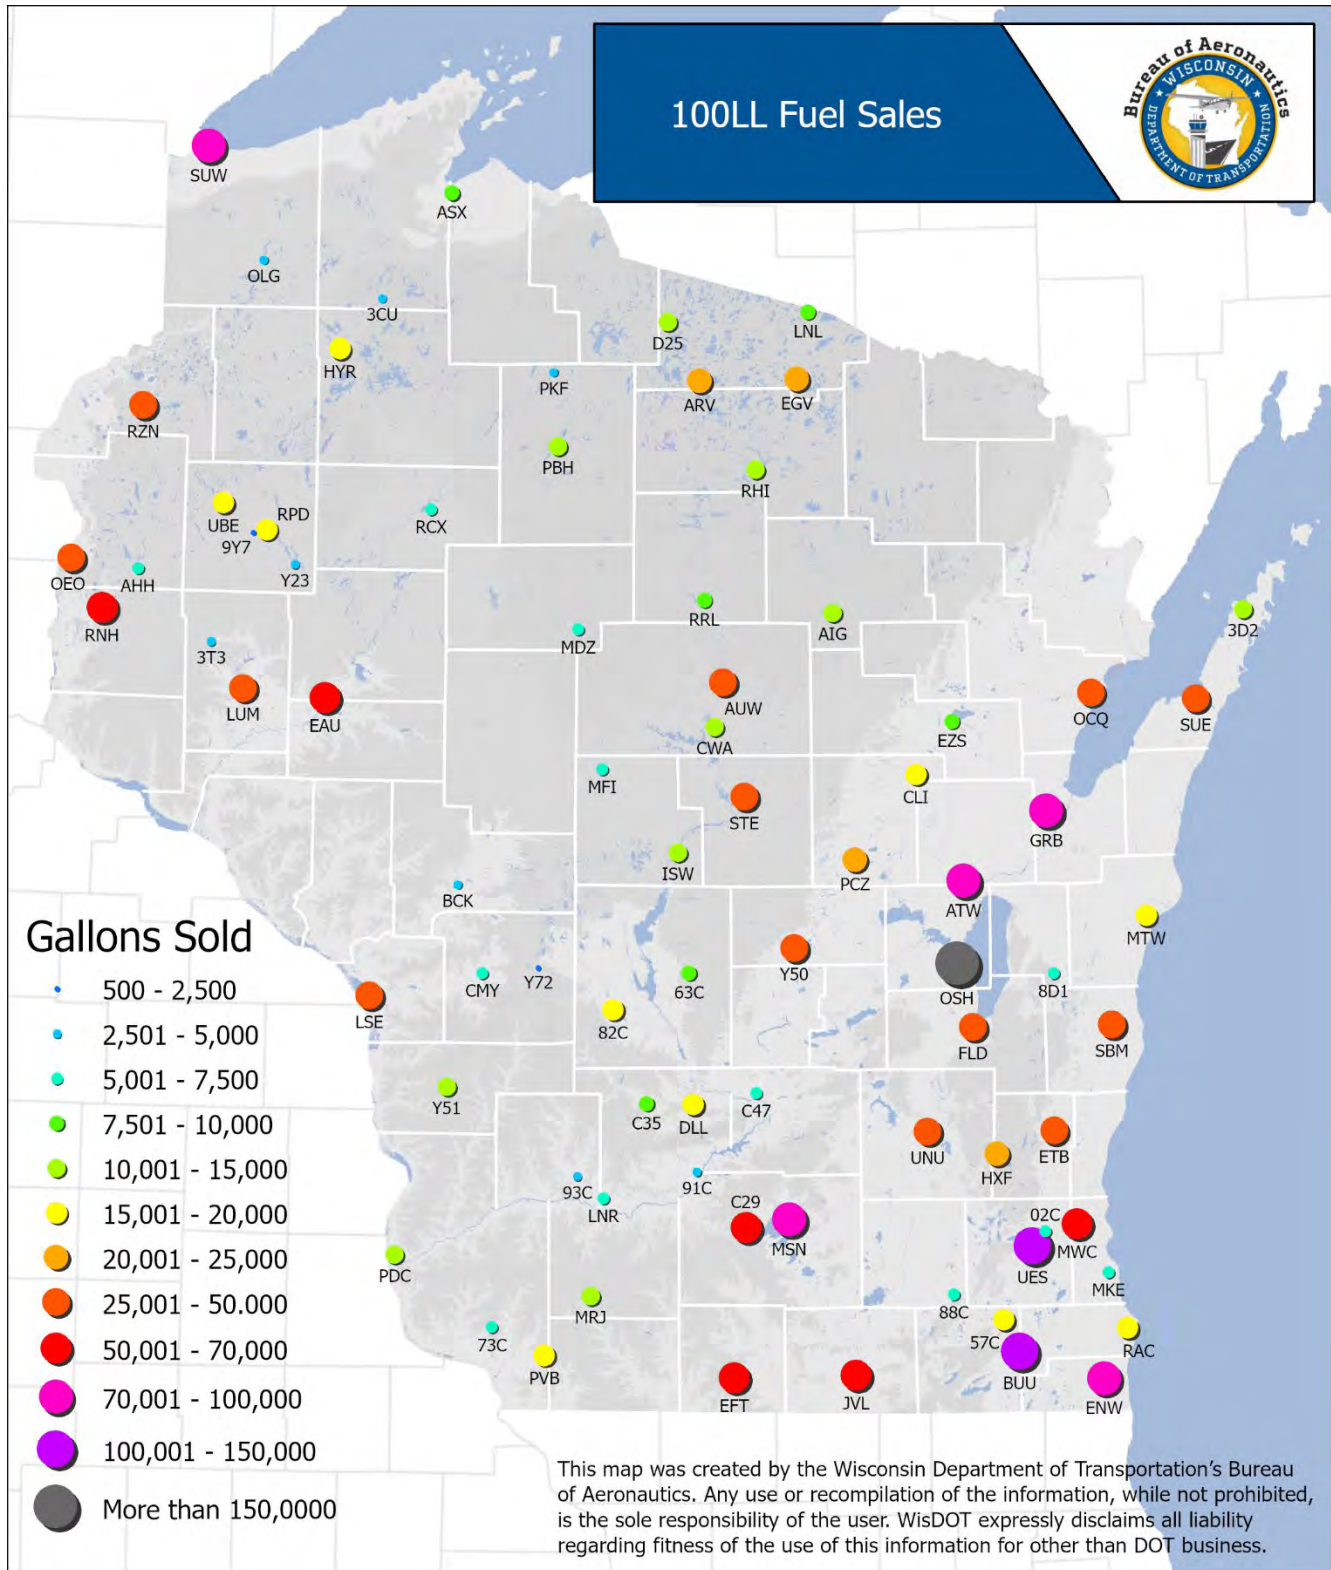 100LL Fuel Sales
Bureau of Aeronautics
WISCONSIN
DEPARTMENT OF TRANSPORTATION
SUW
ASX
OLG
3CU
LNL
D25
HYR
PKF
ARV
EGV
RZN
PBH
RHI
UBE
RPD
RCX
9Y7
OEO
AHH
Y23
RNH
RRL
AIG
3D2
3T3
MDZ
LUM
EAU
AUW
OCQ
SUE
CWA
EZS
MFI
CLI
STE
GRB
ISW
PCZ
BCK
ATW
MTW
Gallons Sold
500 - 2,500
2,501 - 5,000
5,001 - 7,500
7,501 - 10,000
10,001 - 15,000
15,001 - 20,000
20,001 - 25,000
25,001 - 50.000
50,001 - 70,000
70,001 - 100,000
100,001 - 150,000
More than 150,0000
Y50
CMY
Y72
63C
OSH
8D1
LSE
82C
FLD
SBM
Y51
C35
DLL
C47
UNU
HXF
ETB
93C
91C
LNR
C29
MSN
02C
MWC
UES
PDC
MKE
MRJ
88C
73C
57C
RAC
PVB
BUU
EFT
JVL
ENW
This map was created by the Wisconsin Department of Transportation's Bureau
of Aeronautics. Any use or recompilation of the information, while not prohibited,
is the sole responsibility of the user. WisDOT expressly disclaims all liability
regarding fitness of the use of this information for other than DOT business.